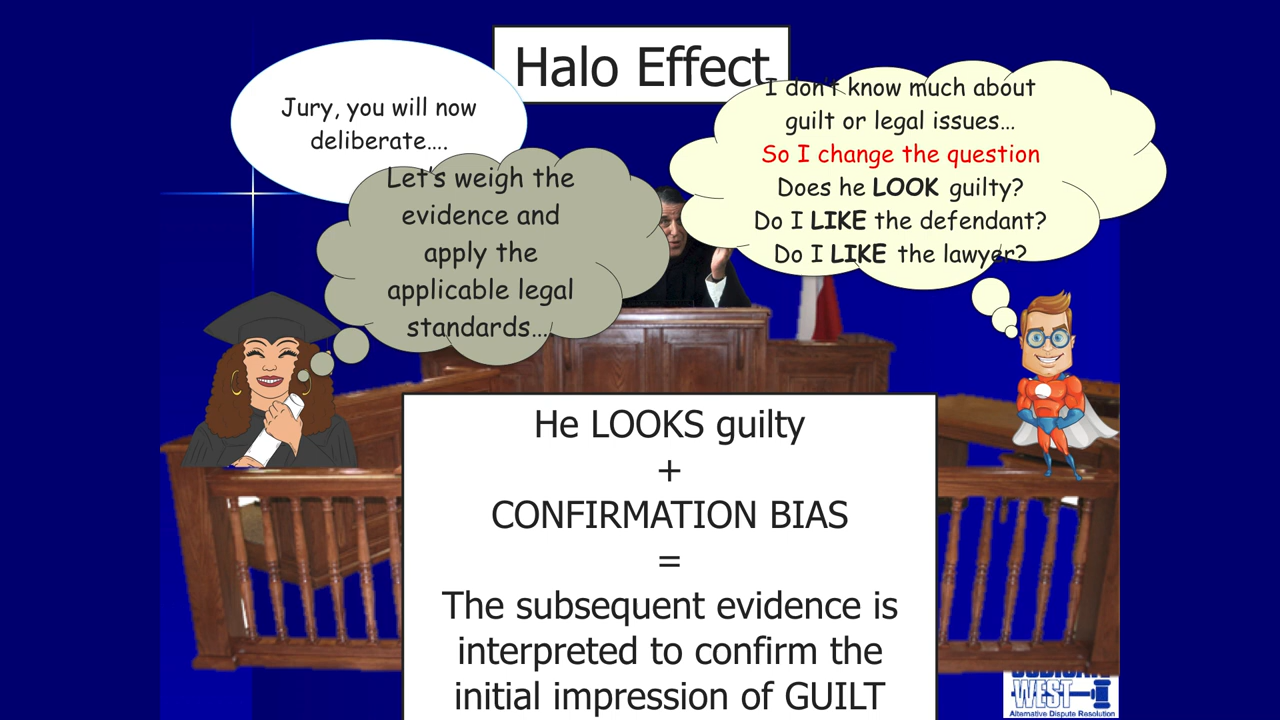 Halo Effect
Jury, you will now
deliberate....
Let's weigh the
evidence and
apply the
applicable legal
standards...
I don't know much about
guilt or legal issues...
So I change the question
Does he LOOK guilty?
Do I LIKE the defendant?
Do I LIKE the lawyer?
He LOOKS guilty
+
CONFIRMATION BIAS
=
The subsequent evidence is
interpreted to confirm the
initial impression of GUILT
WEST
Alternative Dispute Resolution